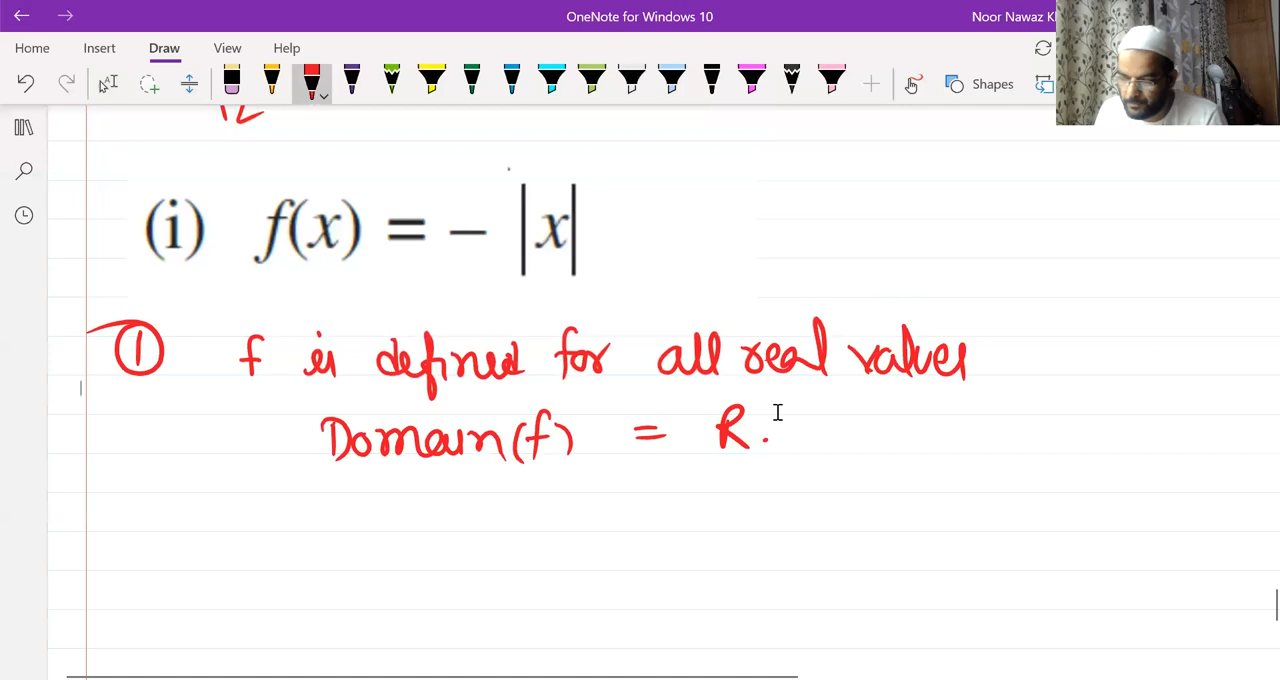 OneNote for Windows 10
Noor Nawaz
Home Insert Draw View Help
Shapes
12
(i) f(x) = - |x|
① f is defined for all real values
Domain(f) = R.